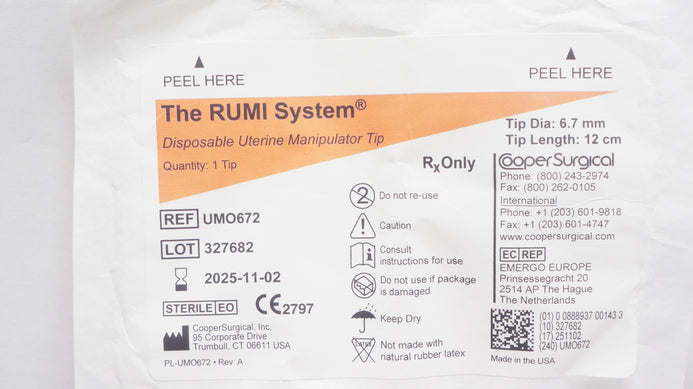 PEEL HERE
PEEL HERE
The RUMI System®
Disposable Uterine Manipulator Tip
Quantity: 1 Tip
Tip Dia: 6.7 mm
Tip Length: 12 cm
RxOnly
CooperSurgical
Phone: (800) 243-2974
Fax: (800) 262-0105
International
Phone: +1 (203) 601-9818
Fax: +1 (203) 601-4747
www.coopersurgical.com
EC REP
EMERGO EUROPE
Prinsessegracht 20
2514 AP The Hague
The Netherlands
REF UMO672
LOT 327682
2025-11-02
STERILE EO CE 2797
CooperSurgical, Inc.
95 Corporate Drive
Trumbull, CT 06611 USA
PL-UMO672 • Rev. A
2 Do not re-use
Caution
Consult
instructions for use
Do not use if package
is damaged
Keep Dry
LATEX Not made with
natural rubber latex
(01) 0 0888937 00143 3
(10) 327682
(17) 251102
(240) UMO672
Made in the USA